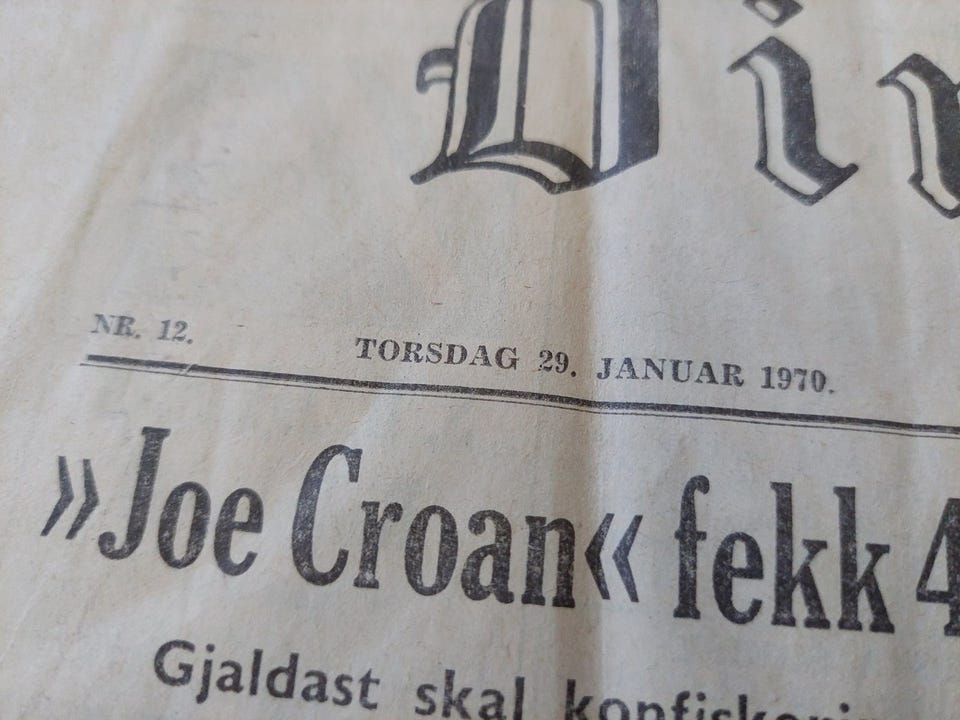 NR. 12.
TORSDAG 29. JANUAR 1970.
»Joe Croan« fekk 4
Gjaldast skal